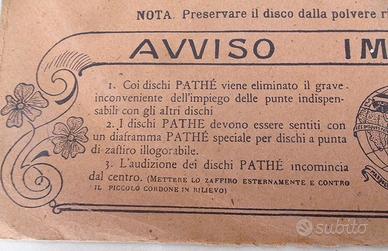 NOTA. Preservare il disco dalla polvere
AVVISO IM
1. Coi dischi PATHÉ viene eliminato il grave
inconveniente dell'impiego delle punte indispen-
sabili con gli altri dischi
2. I dischi PATHE devono essere sentiti con
un diaframma PATHÉ speciale per dischi a punta
di zaffiro illogorabile.
3. L'audizione dei dischi PATHÉ incomincia
dal centro. (METTERE LO ZAFFIRO ESTERNAMENTE E CONTRO
IL PICCOLO CORDONE IN RILIEVO)
subito